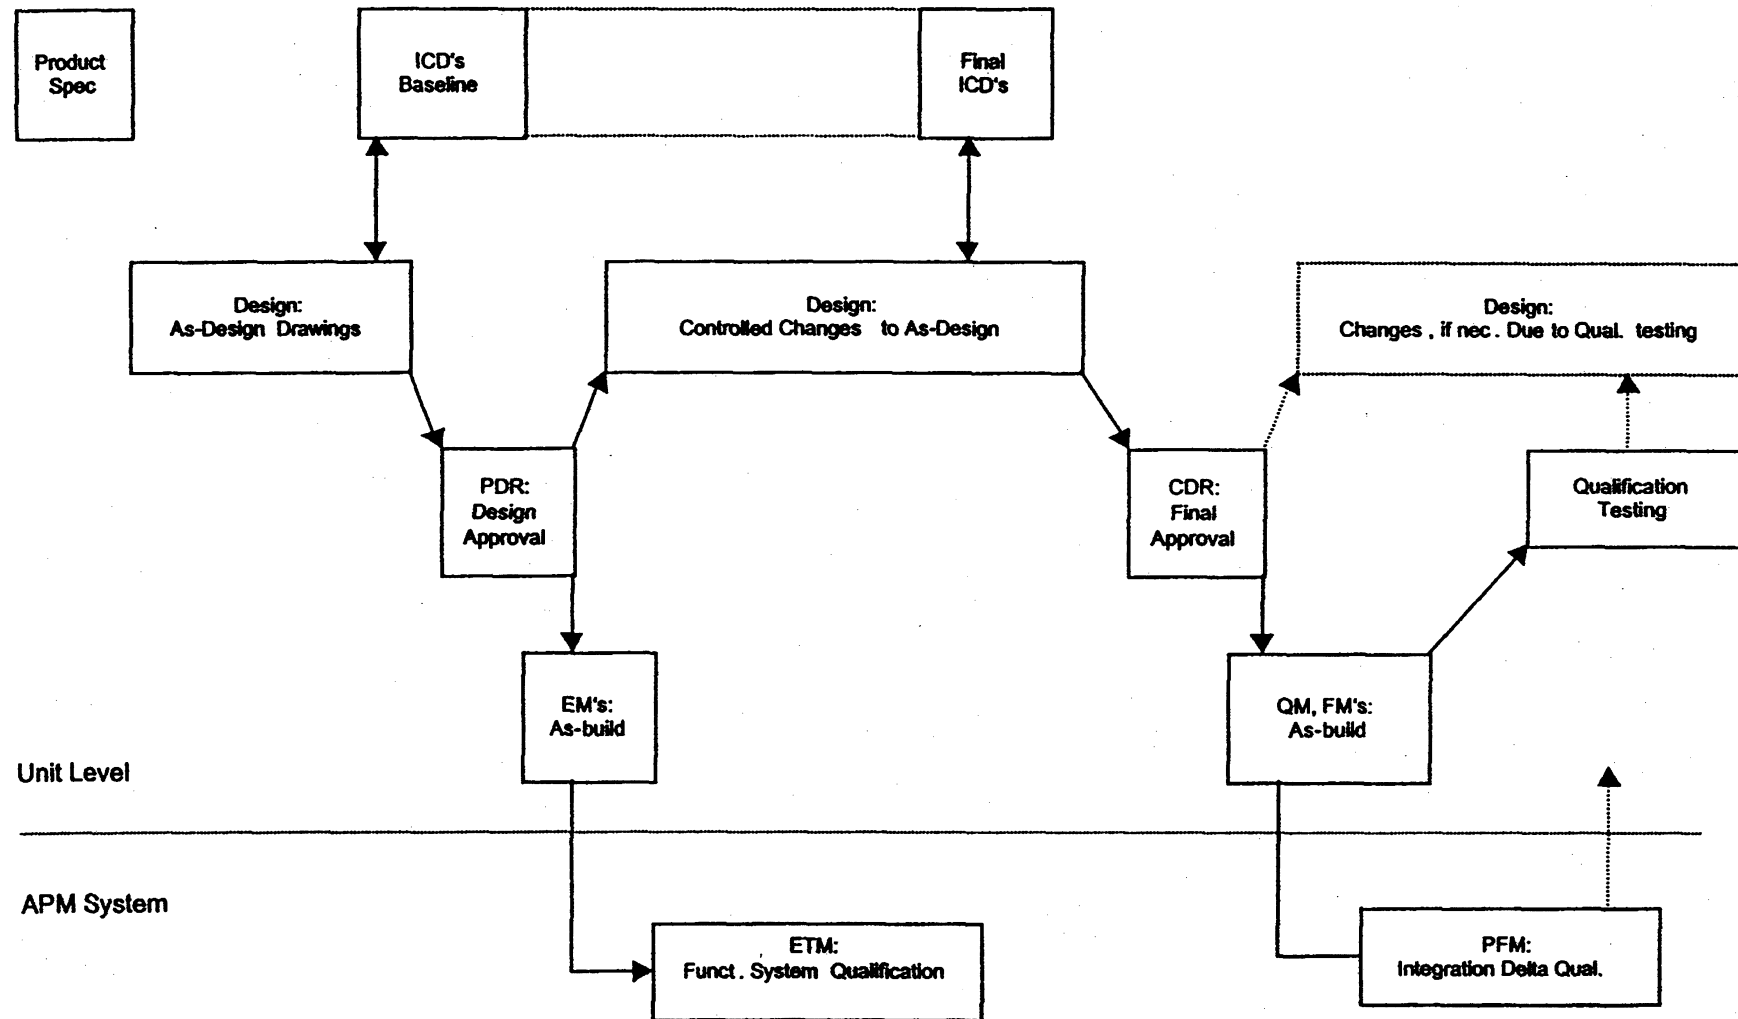 Product
Spec
ICD's
Baseline
Final
ICD's
Design:
As-Design Drawings
Design:
Controlled Changes to As-Design
Design:
Changes , if nec . Due to Qual. testing
PDR:
Design
Approval
CDR:
Final
Approval
Qualification
Testing
EM's:
As-build
QM, FM's:
As-build
Unit Level
APM System
ETM:
Funct . System Qualification
PFM:
Integration Delta Qual.